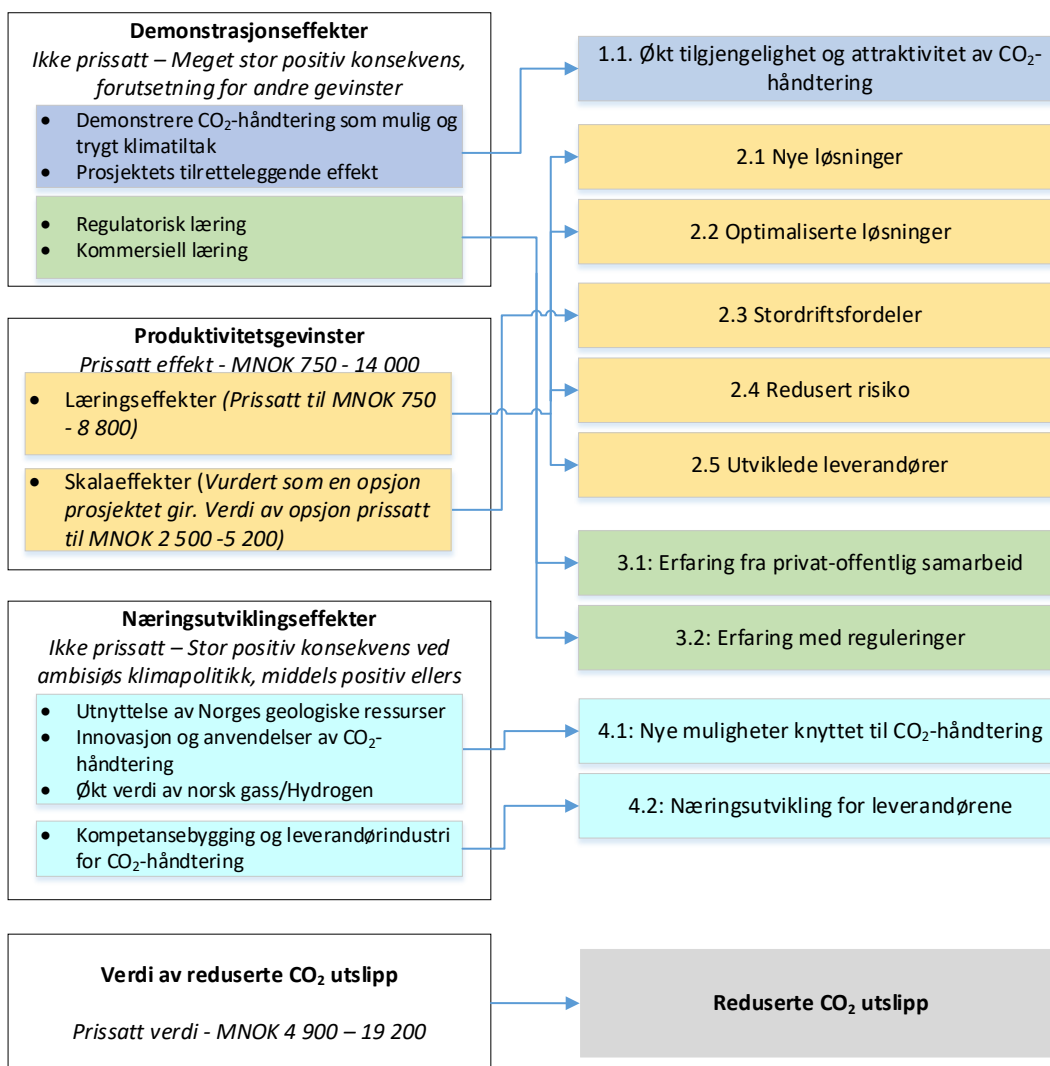 Demonstrasjonseffekter
Ikke prissatt – Meget stor positiv konsekvens,
forutsetning for andre gevinster
• Demonstrere CO₂-håndtering som mulig og
trygt klimatiltak
• Prosjektets tilretteleggende effekt
• Regulatorisk læring
• Kommersiell læring
Produktivitetsgevinster
Prissatt effekt - MNOK 750 - 14 000
• Læringseffekter (Prissatt til MNOK 750
- 8 800)
• Skalaeffekter (Vurdert som en opsjon
prosjektet gir. Verdi av opsjon prissatt
til MNOK 2 500 -5 200)
Næringsutviklingseffekter
Ikke prissatt – Stor positiv konsekvens ved
ambisiøs klimapolitikk, middels positiv ellers
• Utnyttelse av Norges geologiske ressurser
• Innovasjon og anvendelser av CO₂-
håndtering
• Økt verdi av norsk gass/Hydrogen
• Kompetansebygging og leverandørindustri
for CO₂-håndtering
Verdi av reduserte CO₂ utslipp
Prissatt verdi - MNOK 4 900 – 19 200
1.1. Økt tilgjengelighet og attraktivitet av CO₂-
håndtering
2.1 Nye løsninger
2.2 Optimaliserte løsninger
2.3 Stordriftsfordeler
2.4 Redusert risiko
2.5 Utviklede leverandører
3.1: Erfaring fra privat-offentlig samarbeid
3.2: Erfaring med reguleringer
4.1: Nye muligheter knyttet til CO₂-håndtering
4.2: Næringsutvikling for leverandørene
Reduserte CO₂ utslipp